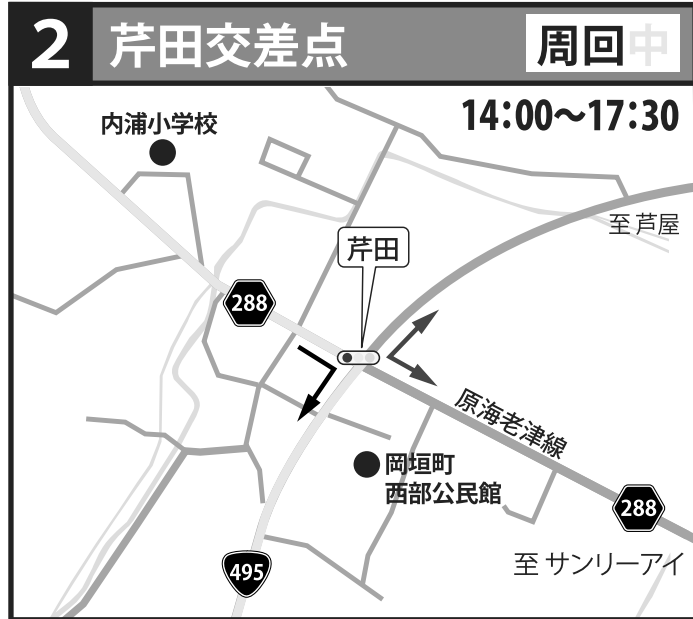 2 芹田交差点 周回中
14:00〜17:30
内浦小学校
至 芦屋
芹田
288
原海老津線
岡垣町
西部公民館
288
至 サンリーアイ
495